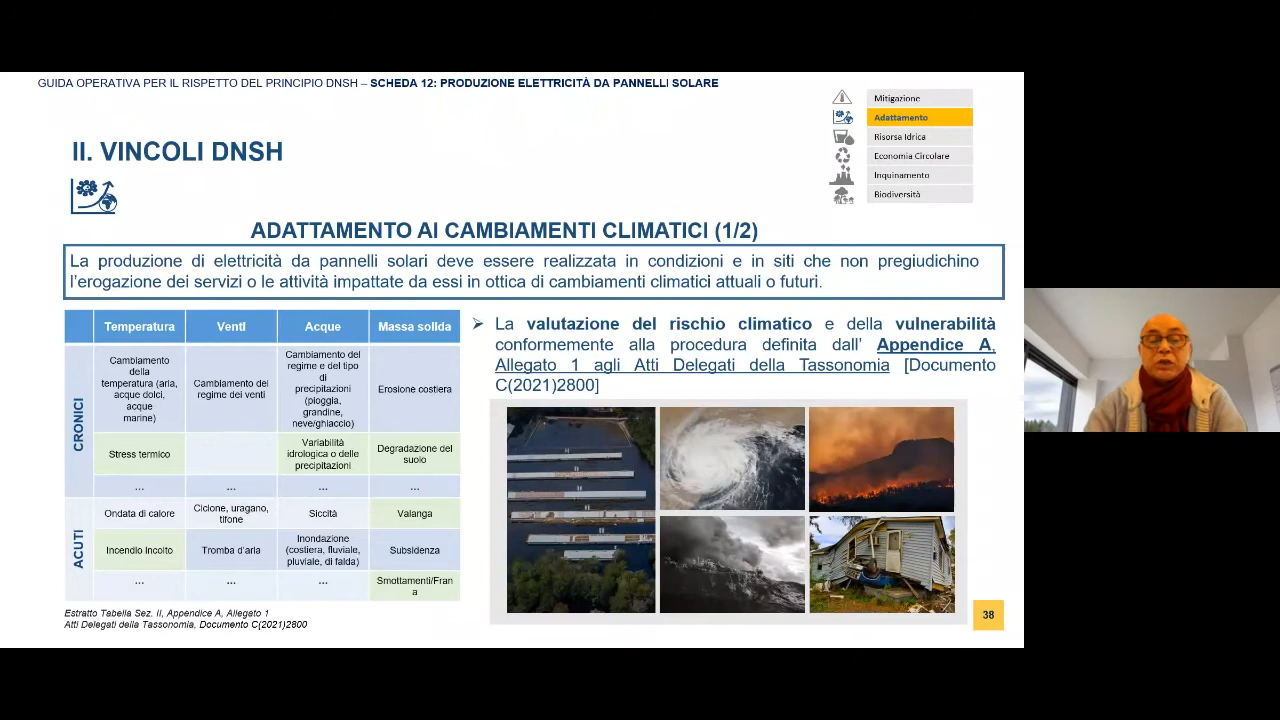 GUIDA OPERATIVA PER IL RISPETTO DEL PRINCIPIO DNSH – SCHEDA 12: PRODUZIONE ELETTRICITÀ DA PANNELLI SOLARE
Mitigazione
Adattamento
Risorsa Idrica
Economia Circolare
Inquinamento
Biodiversità
II. VINCOLI DNSH
ADATTAMENTO AI CAMBIAMENTI CLIMATICI (1/2)
La produzione di elettricità da pannelli solari deve essere realizzata in condizioni e in siti che non pregiudichino
l'erogazione dei servizi o le attività impattate da essi in ottica di cambiamenti climatici attuali o futuri.
Temperatura Venti Acque Massa solida
CRONICI
Cambiamento
della
temperatura (aria,
acque dolci,
acque
marine)
Cambiamento del
regime dei venti
Cambiamento del
regime e del tipo
di
precipitazioni
(pioggia,
grandine,
neve/ghiaccio)
Erosione costiera
Stress termico
Variabilità
idrologica o delle
precipitazioni
Degradazione del
suolo
... ... ... ...
ACUTI
Ondata di calore
Ciclone, uragano,
tifone
Siccità
Valanga
Incendio incolto
Tromba d'aria
Inondazione
(costiera, fluviale,
pluviale, di falda)
Subsidenza
... ... ...
Smottamenti/Fran
a
Estratto Tabella Sez. II, Appendice A, Allegato 1
Atti Delegati della Tassonomia, Documento C(2021)2800
➢ La valutazione del rischio climatico e della vulnerabilità
conformemente alla procedura definita dall' Appendice A,
Allegato 1 agli Atti Delegati della Tassonomia [Documento
C(2021)2800]
38